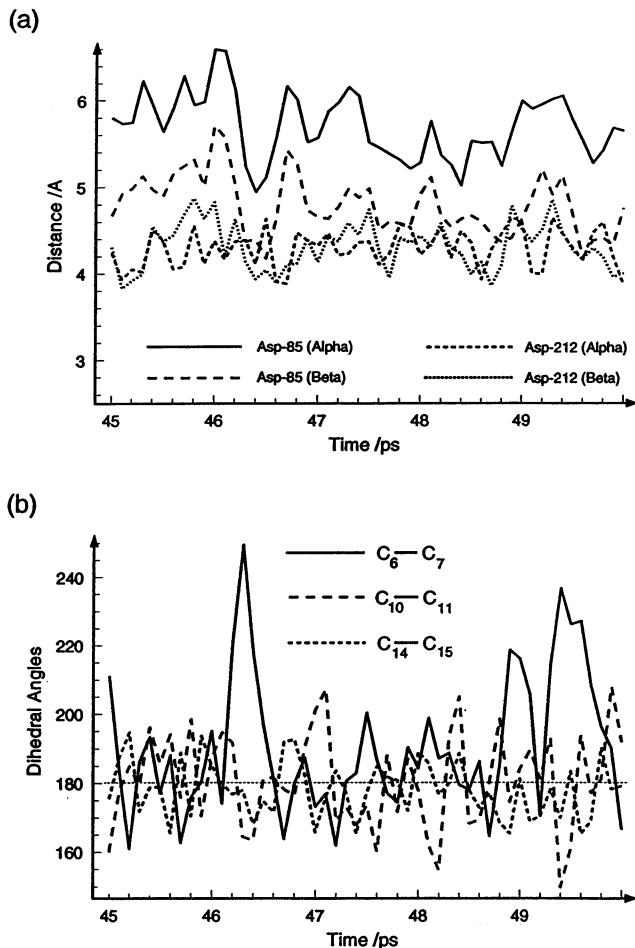 (a)
6
5
4
3
Distance /A
Asp-85 (Alpha)
Asp-85 (Beta)
Asp-212 (Alpha)
Asp-212 (Beta)
45 46 47 48 49
Time /ps
(b)
240
220
200
180
160
Dihedral Angles
C6—C7
C10—C11
C14—C15
45 46 47 48 49
Time /ps